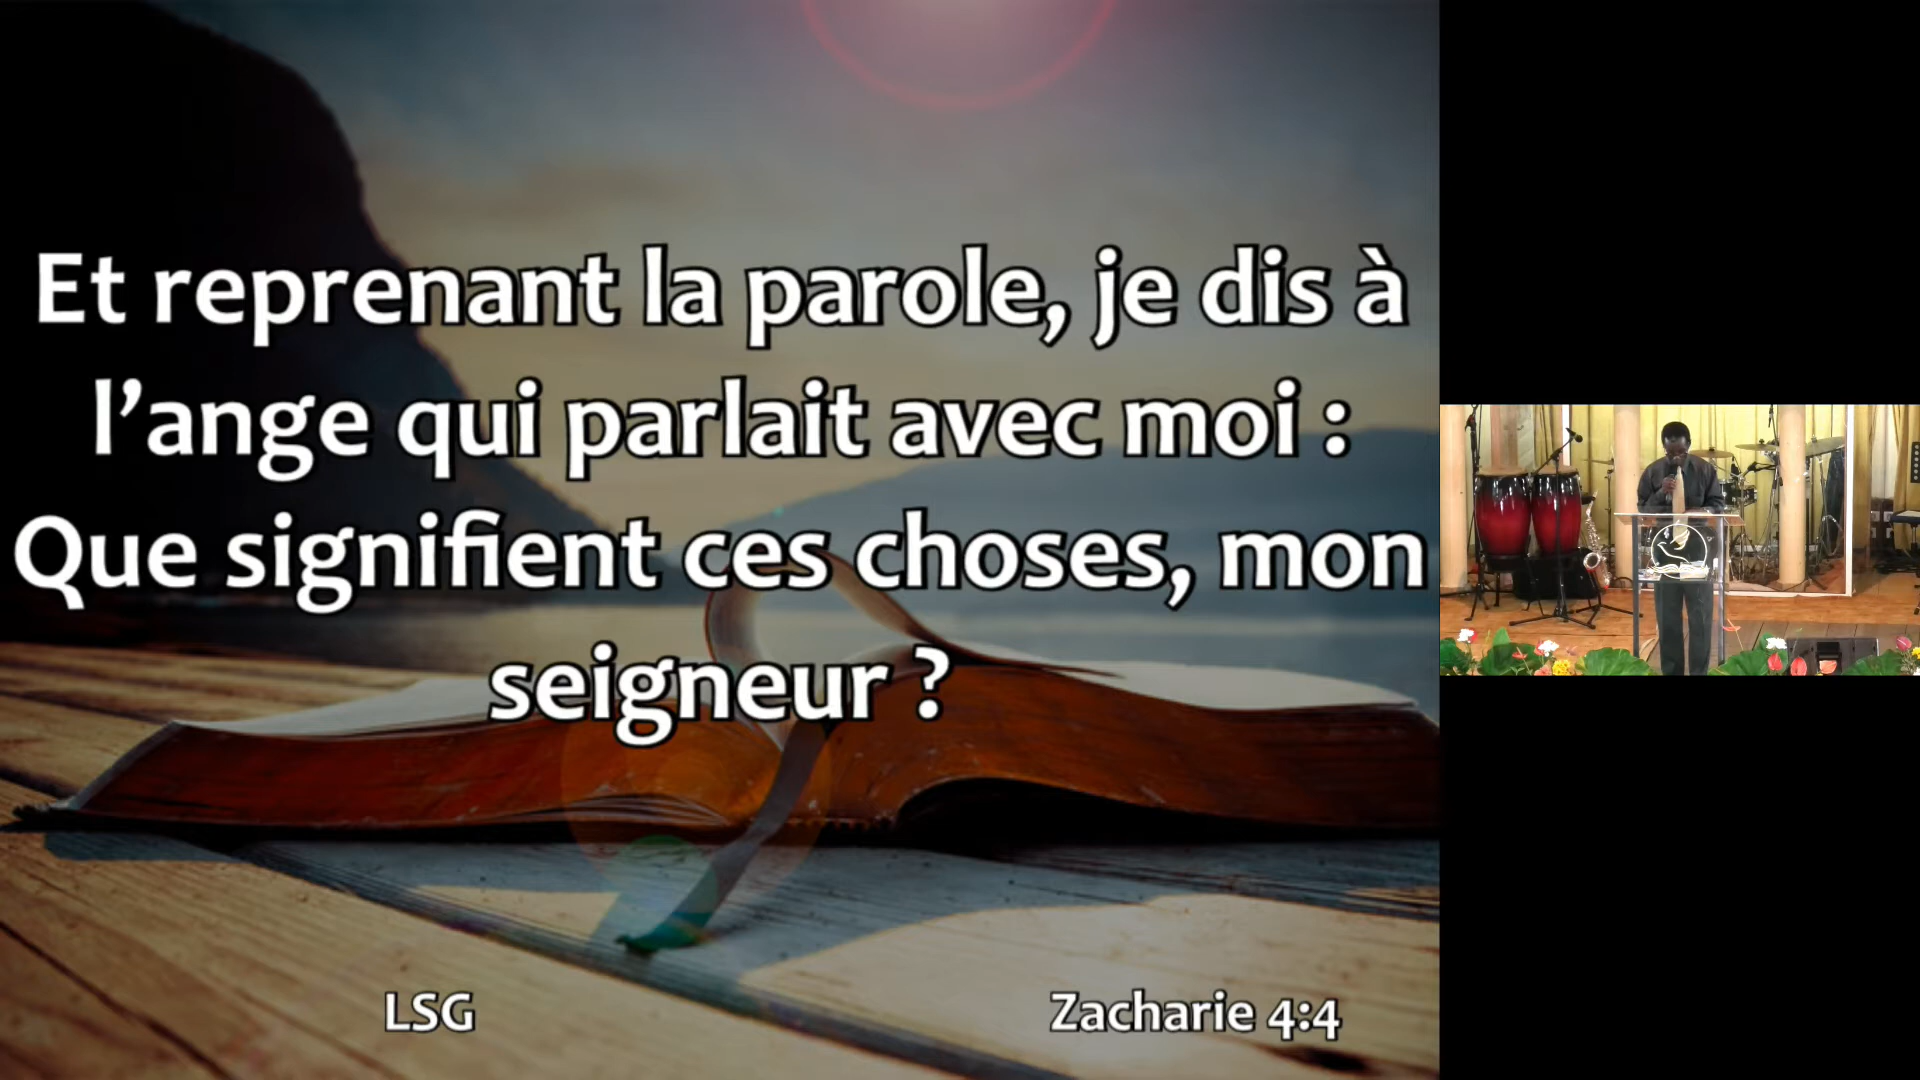 Et reprenant la parole, je dis à
l’ange qui parlait avec moi :
Que signifient ces choses, mon
seigneur ?
LSG
Zacharie 4:4